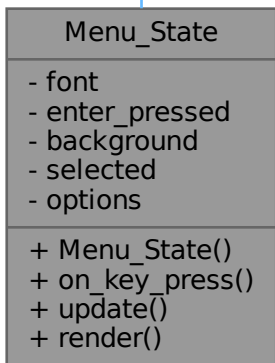 Menu_State
- font
- enter_pressed
- background
- selected
- options
+ Menu_State()
+ on_key_press()
+ update()
+ render()